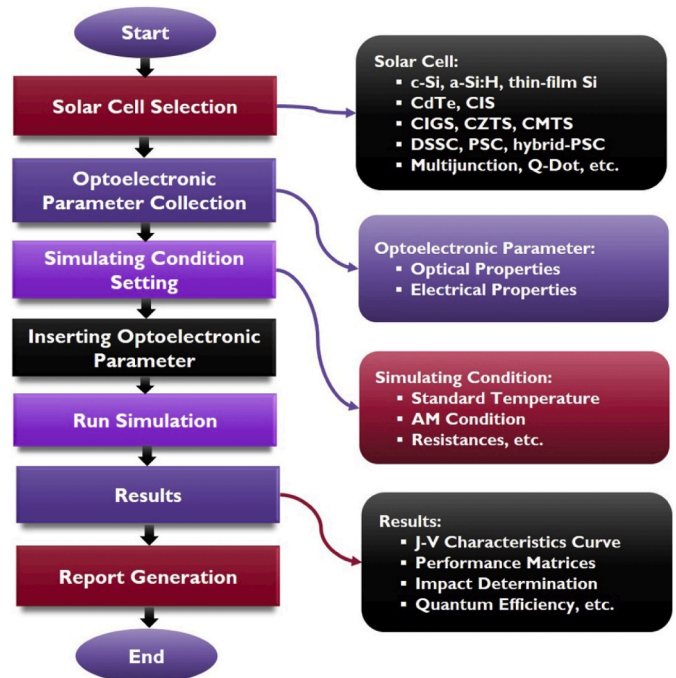 Start
Solar Cell Selection
Optoelectronic
Parameter Collection
Simulating Condition
Setting
Inserting Optoelectronic
Parameter
Run Simulation
Results
Report Generation
End
Solar Cell:
▪ c-Si, a-Si:H, thin-film Si
▪ CdTe, CIS
▪ CIGS, CZTS, CMTS
▪ DSSC, PSC, hybrid-PSC
▪ Multijunction, Q-Dot, etc.
Optoelectronic Parameter:
▪ Optical Properties
▪ Electrical Properties
Simulating Condition:
▪ Standard Temperature
▪ AM Condition
▪ Resistances, etc.
Results:
▪ J-V Characteristics Curve
▪ Performance Matrices
▪ Impact Determination
▪ Quantum Efficiency, etc.